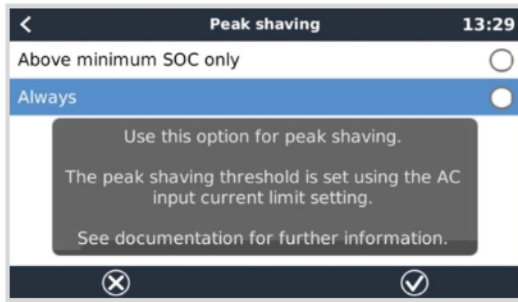 Peak shaving 13:29
Above minimum SOC only
Always
Use this option for peak shaving.
The peak shaving threshold is set using the AC
input current limit setting.
See documentation for further information.